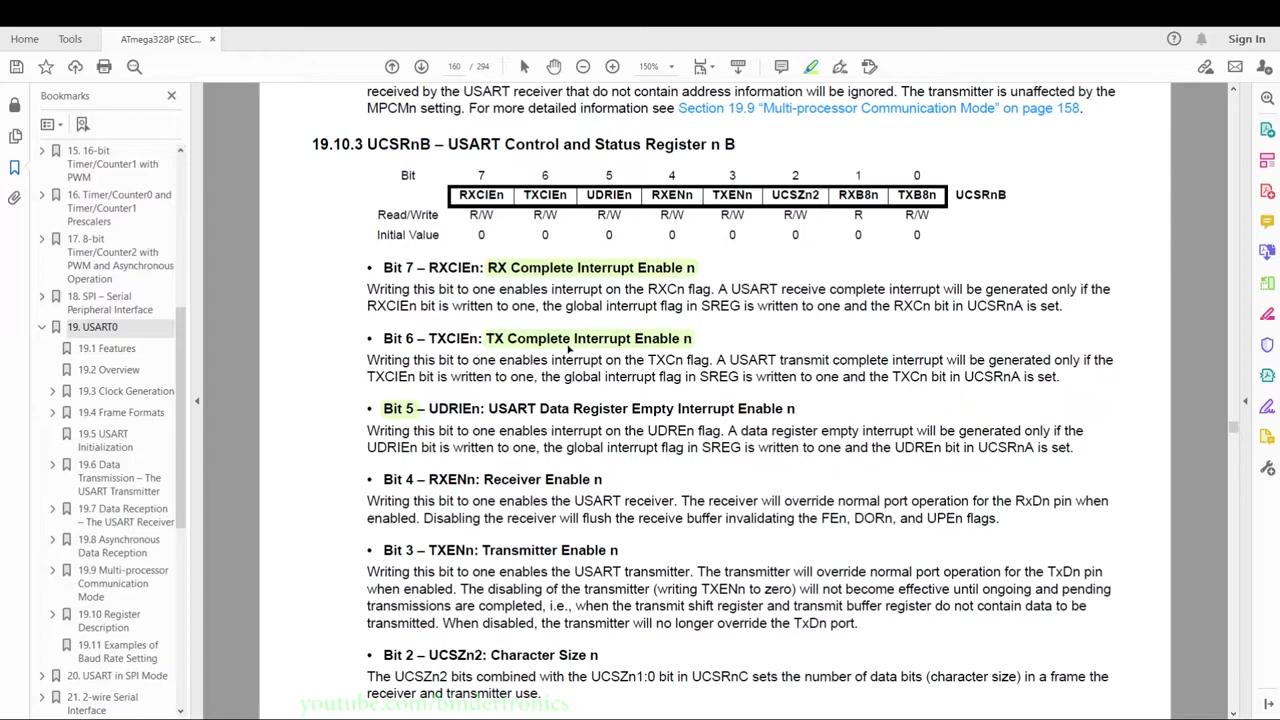 Home Tools ATmega328P (SEC... × Sign In
160 / 294 150%
Bookmarks
15. 16-bit
Timer/Counter1 with
PWM
16. Timer/Counter0 and
Timer/Counter1
Prescalers
17. 8-bit
Timer/Counter2 with
PWM and Asynchronous
Operation
18. SPI – Serial
Peripheral Interface
19. USART0
19.1 Features
19.2 Overview
19.3 Clock Generation
19.4 Frame Formats
19.5 USART
Initialization
19.6 Data
Transmission – The
USART Transmitter
19.7 Data Reception
– The USART Receiver
19.8 Asynchronous
Data Reception
19.9 Multi-processor
Communication
Mode
19.10 Register
Description
19.11 Examples of
Baud Rate Setting
20. USART in SPI Mode
21. 2-wire Serial
Interface
received by the USART receiver that do not contain address information will be ignored. The transmitter is unaffected by the
MPCMn setting. For more detailed information see Section 19.9 “Multi-processor Communication Mode” on page 158.
19.10.3 UCSRnB – USART Control and Status Register n B
Bit 7 6 5 4 3 2 1 0
RXCIEn TXCIEn UDRIEn RXENn TXENn UCSZn2 RXB8n TXB8n UCSRnB
Read/Write R/W R/W R/W R/W R/W R/W R R/W
Initial Value 0 0 0 0 0 0 0 0
• Bit 7 – RXCIEn: RX Complete Interrupt Enable n
Writing this bit to one enables interrupt on the RXCn flag. A USART receive complete interrupt will be generated only if the
RXCIEn bit is written to one, the global interrupt flag in SREG is written to one and the RXCn bit in UCSRnA is set.
• Bit 6 – TXCIEn: TX Complete Interrupt Enable n
Writing this bit to one enables interrupt on the TXCn flag. A USART transmit complete interrupt will be generated only if the
TXCIEn bit is written to one, the global interrupt flag in SREG is written to one and the TXCn bit in UCSRnA is set.
• Bit 5 – UDRIEn: USART Data Register Empty Interrupt Enable n
Writing this bit to one enables interrupt on the UDREn flag. A data register empty interrupt will be generated only if the
UDRIEn bit is written to one, the global interrupt flag in SREG is written to one and the UDREn bit in UCSRnA is set.
• Bit 4 – RXENn: Receiver Enable n
Writing this bit to one enables the USART receiver. The receiver will override normal port operation for the RxDn pin when
enabled. Disabling the receiver will flush the receive buffer invalidating the FEn, DORn, and UPEn flags.
• Bit 3 – TXENn: Transmitter Enable n
Writing this bit to one enables the USART transmitter. The transmitter will override normal port operation for the TxDn pin
when enabled. The disabling of the transmitter (writing TXENn to zero) will not become effective until ongoing and pending
transmissions are completed, i.e., when the transmit shift register and transmit buffer register do not contain data to be
transmitted. When disabled, the transmitter will no longer override the TxDn port.
• Bit 2 – UCSZn2: Character Size n
The UCSZn2 bits combined with the UCSZn1:0 bit in UCSRnC sets the number of data bits (character size) in a frame the
receiver and transmitter use.
youtube.com/bindertronics